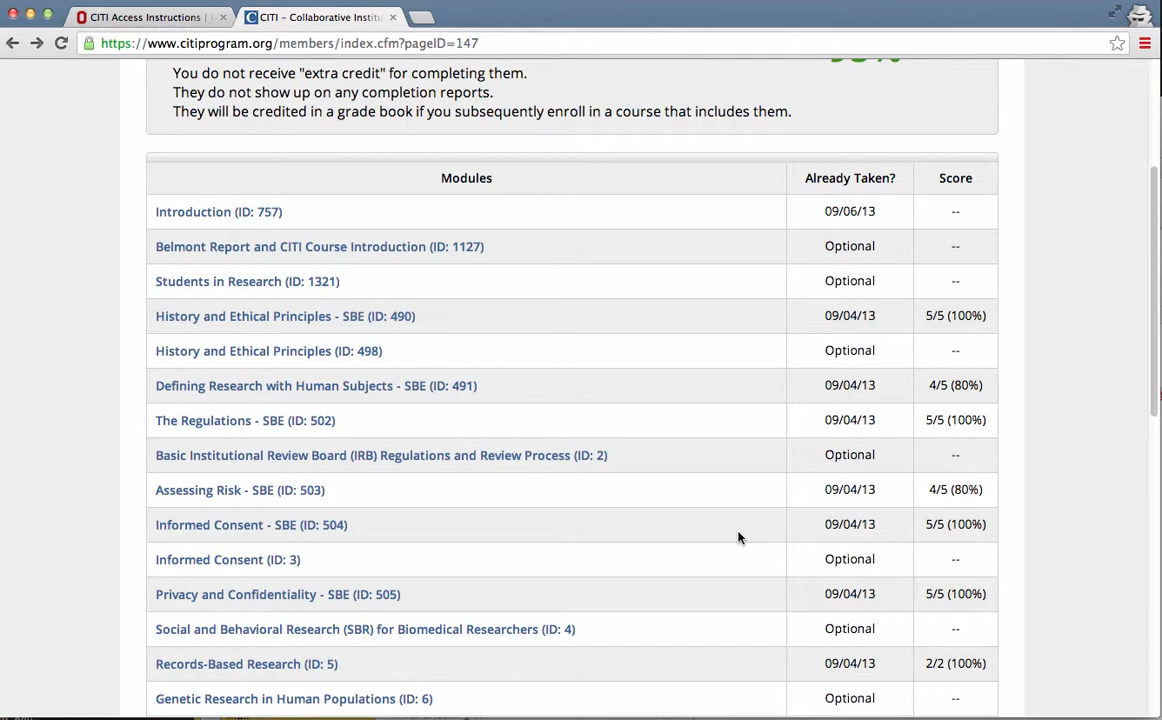 CITI Access Instructions |
CITI – Collaborative Institu
https://www.citiprogram.org/members/index.cfm?pageID=147
You do not receive "extra credit" for completing them.
They do not show up on any completion reports.
They will be credited in a grade book if you subsequently enroll in a course that includes them.
Modules Already Taken? Score
Introduction (ID: 757) 09/06/13 --
Belmont Report and CITI Course Introduction (ID: 1127) Optional --
Students in Research (ID: 1321) Optional --
History and Ethical Principles - SBE (ID: 490) 09/04/13 5/5 (100%)
History and Ethical Principles (ID: 498) Optional --
Defining Research with Human Subjects - SBE (ID: 491) 09/04/13 4/5 (80%)
The Regulations - SBE (ID: 502) 09/04/13 5/5 (100%)
Basic Institutional Review Board (IRB) Regulations and Review Process (ID: 2) Optional --
Assessing Risk - SBE (ID: 503) 09/04/13 4/5 (80%)
Informed Consent - SBE (ID: 504) 09/04/13 5/5 (100%)
Informed Consent (ID: 3) Optional --
Privacy and Confidentiality - SBE (ID: 505) 09/04/13 5/5 (100%)
Social and Behavioral Research (SBR) for Biomedical Researchers (ID: 4) Optional --
Records-Based Research (ID: 5) 09/04/13 2/2 (100%)
Genetic Research in Human Populations (ID: 6) Optional --